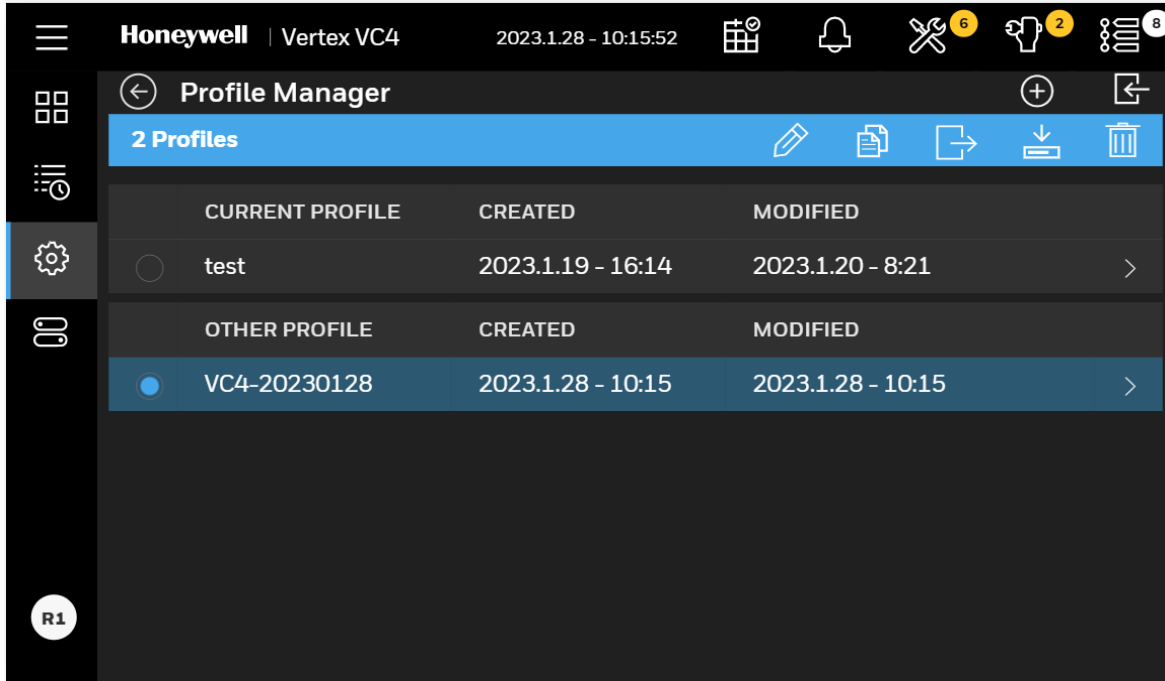 Honeywell | Vertex VC4 2023.1.28 - 10:15:52 6 2 8
Profile Manager
2 Profiles
CURRENT PROFILE CREATED MODIFIED
test 2023.1.19 - 16:14 2023.1.20 - 8:21
OTHER PROFILE CREATED MODIFIED
VC4-20230128 2023.1.28 - 10:15 2023.1.28 - 10:15
R1